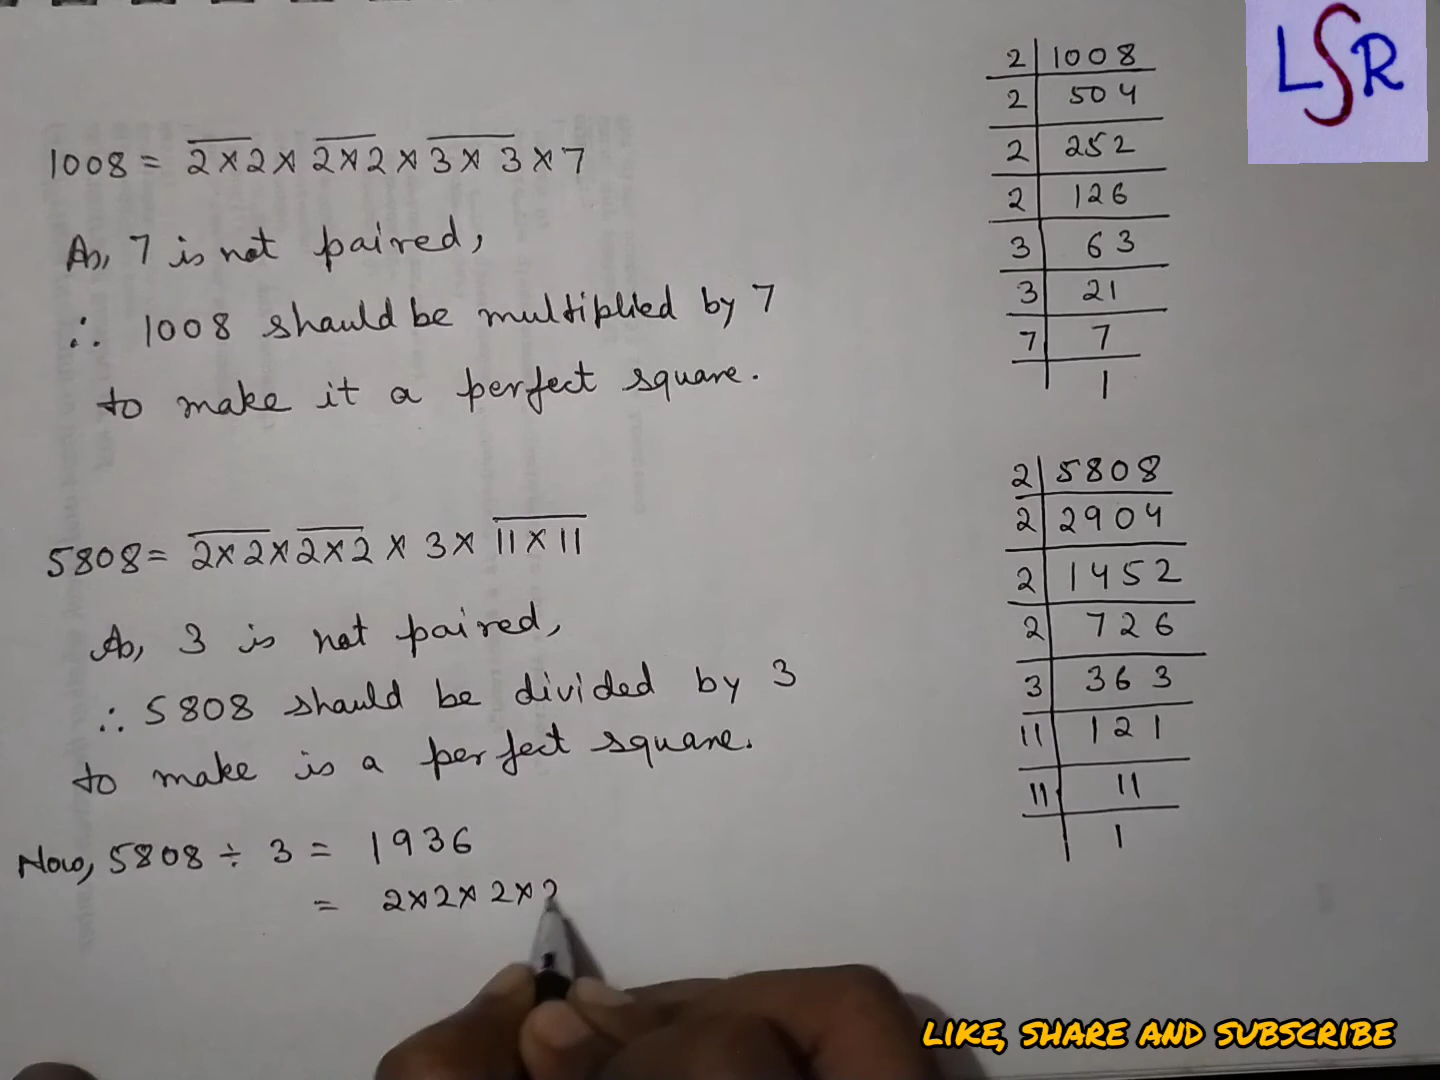 1008 = 2×2× 2×2 × 3× 3 × 7
As, 7 is not paired,
∴ 1008 should be multiplied by 7
to make it a perfect square.
5808 = 2×2×2×2 × 3× 11×11
As, 3 is not paired,
∴ 5808 should be divided by 3
to make is a perfect square.
Now, 5808 ÷ 3 = 1936
= 2×2× 2×2
2 1008
2 504
2 252
2 126
3 63
3 21
7 7
1
2 5808
2 2904
2 1452
2 726
3 363
11 121
11 11
1
LSR
LIKE, SHARE AND SUBSCRIBE